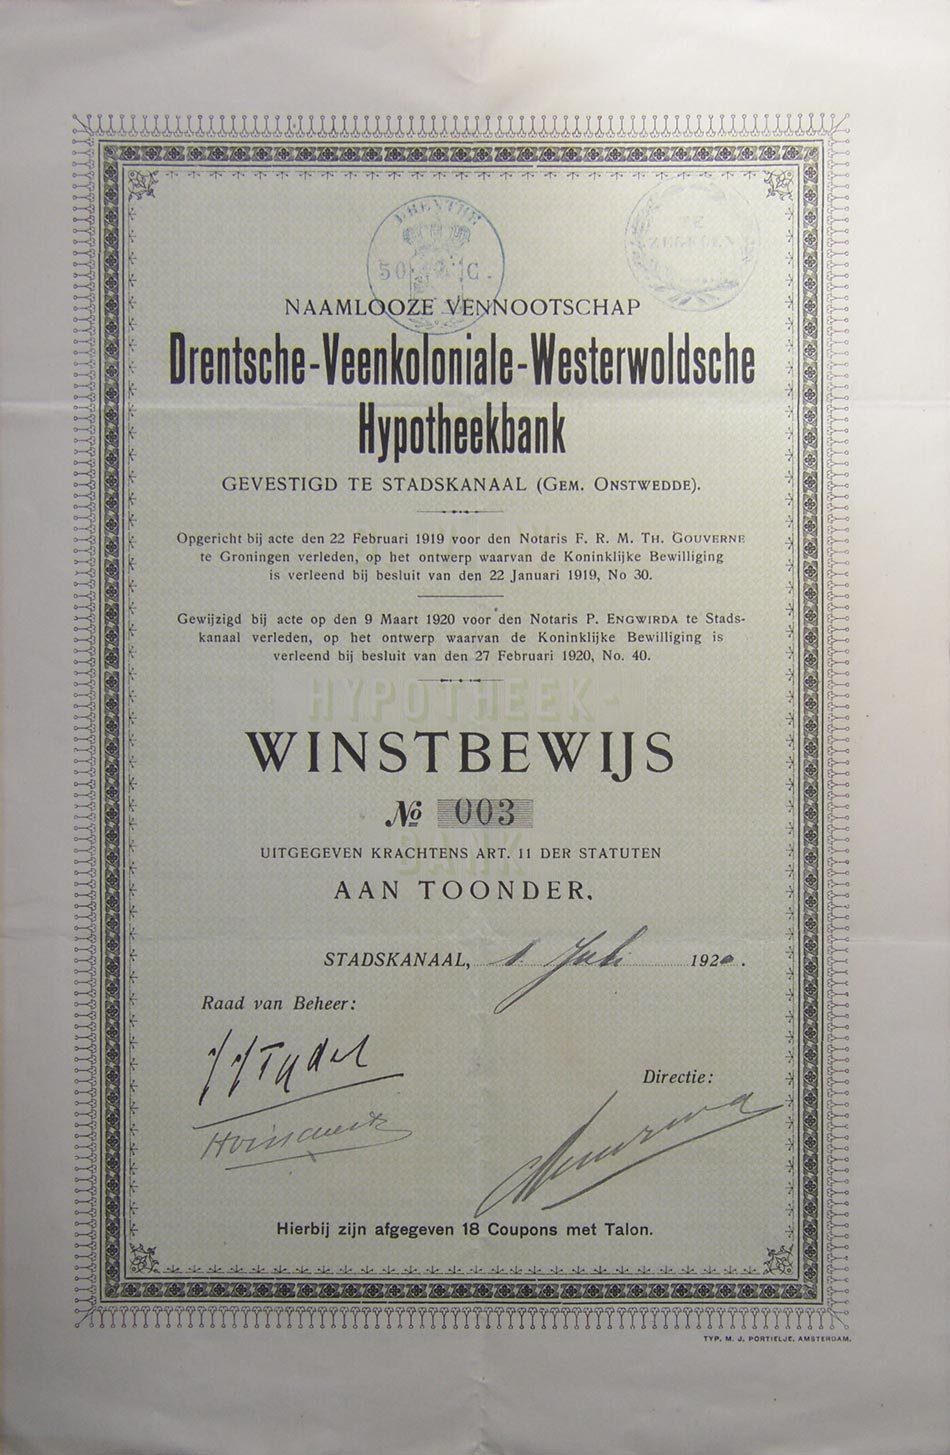 DRENTHE
50 C.
NAAMLOOZE VENNOOTSCHAP
Drentsche-Veenkoloniale-Westerwoldsche
Hypotheekbank
GEVESTIGD TE STADSKANAAL (GEM. ONSTWEDDE).
Opgericht bij acte den 22 Februari 1919 voor den Notaris F. R. M. TH. GOUVERNE
te Groningen verleden, op het ontwerp waarvan de Koninklijke Bewilliging
is verleend bij besluit van den 22 Januari 1919, No 30.
Gewijzigd bij acte op den 9 Maart 1920 voor den Notaris P. ENGWIRDA te Stads-
kanaal verleden, op het ontwerp waarvan de Koninklijke Bewilliging is
verleend bij besluit van den 27 Februari 1920, No. 40.
HYPOTHEEK-
WINSTBEWIJS
No 003
BANK
UITGEGEVEN KRACHTENS ART. 11 DER STATUTEN
AAN TOONDER.
STADSKANAAL, 1 Juli 1920.
Raad van Beheer:
Directie:
Hierbij zijn afgegeven 18 Coupons met Talon.
TYP. M. J. PORTIELJE, AMSTERDAM.